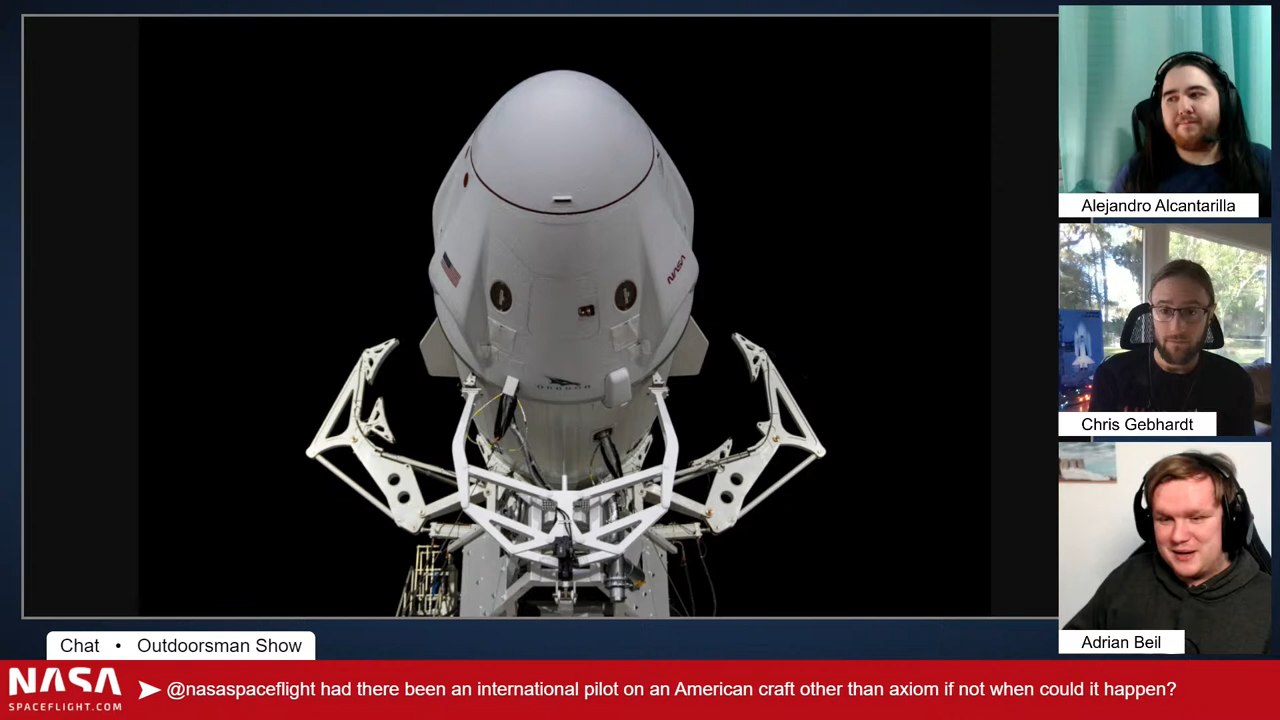 NASA
DRAGON
Alejandro Alcantarilla
Chris Gebhardt
Adrian Beil
Chat • Outdoorsman Show
NASA
SPACEFLIGHT.COM
@nasaspaceflight had there been an international pilot on an American craft other than axiom if not when could it happen?